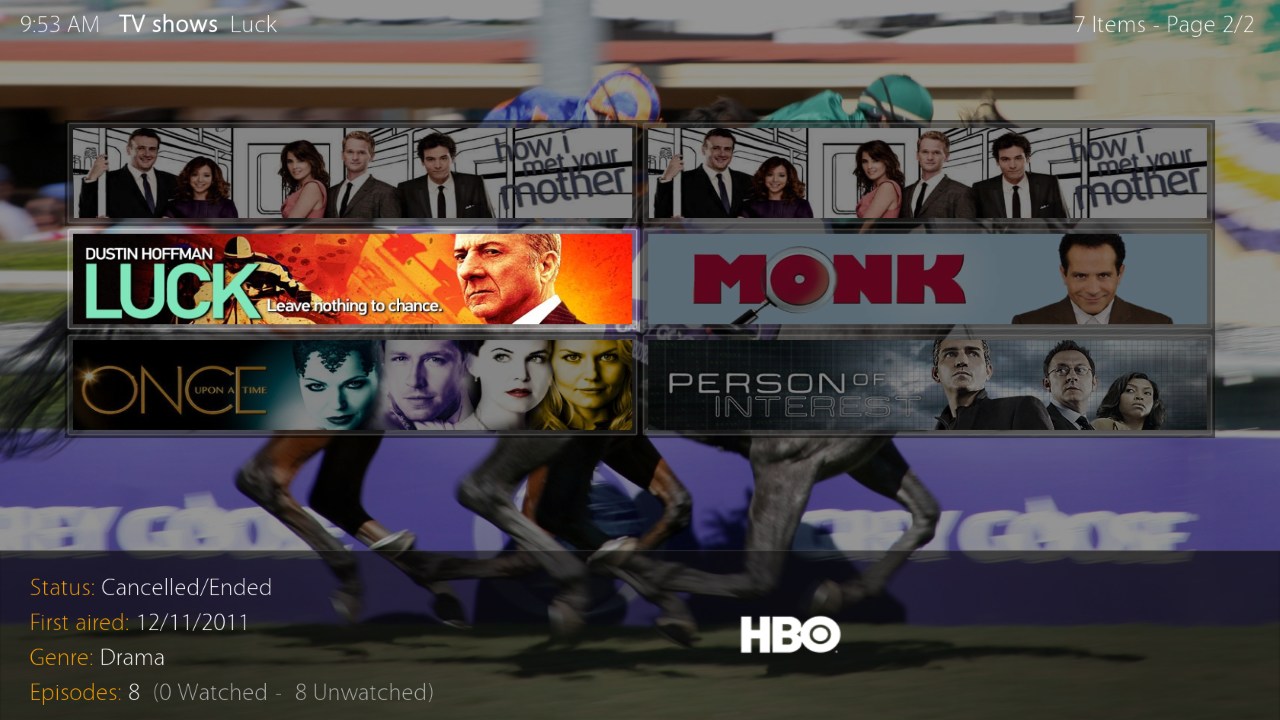 9:53 AM TV shows Luck
7 Items - Page 2/2
how i met your mother
how i met your mother
DUSTIN HOFFMAN
LUCK
Leave nothing to chance.
MONK
ONCE UPON A TIME
PERSON OF INTEREST
GREY GOOSE
Status: Cancelled/Ended
First aired: 12/11/2011
Genre: Drama
Episodes: 8 (0 Watched - 8 Unwatched)
HBO